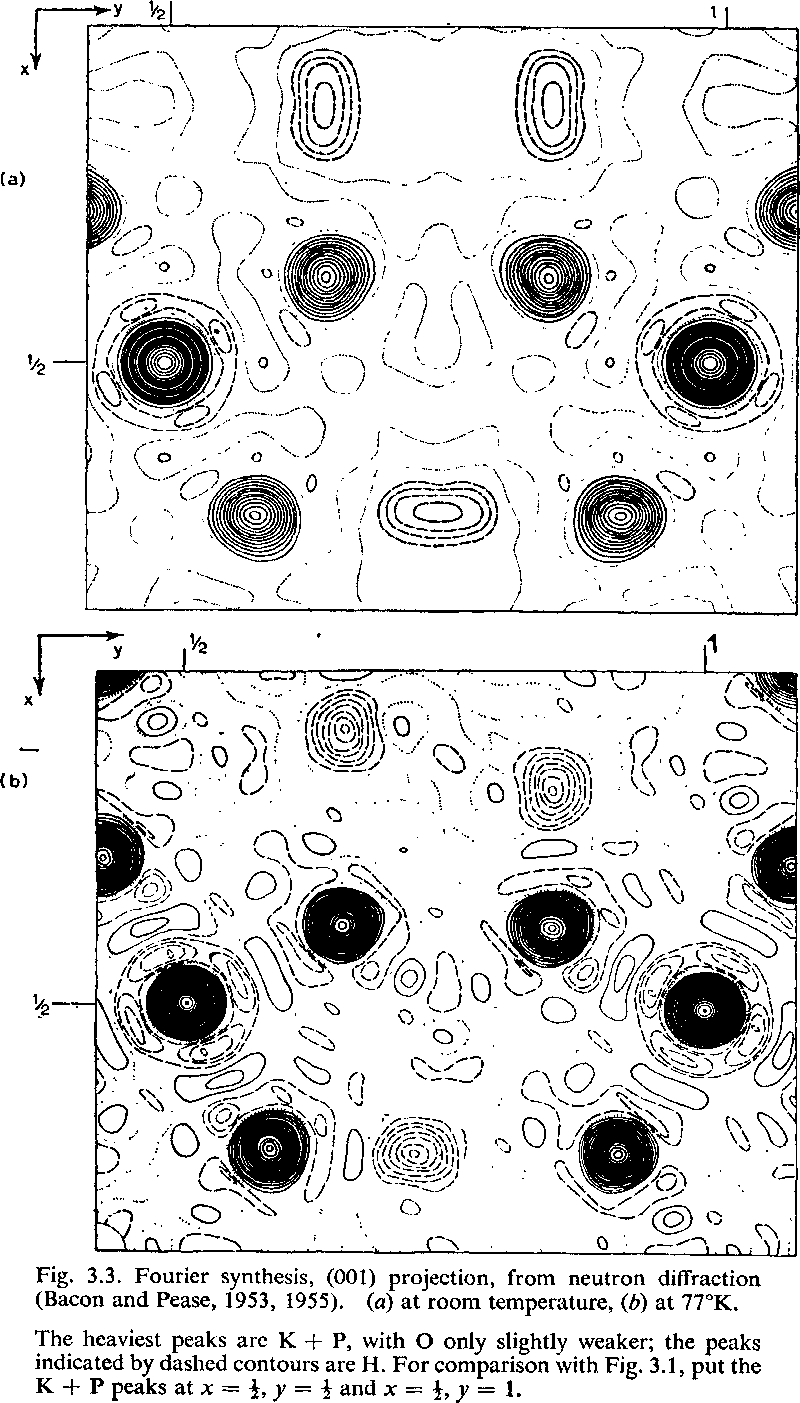 y ½ 1
x
(a)
½
y ½ 1
x
(b)
½
Fig. 3.3. Fourier synthesis, (001) projection, from neutron diffraction
(Bacon and Pease, 1953, 1955). (a) at room temperature, (b) at 77°K.
The heaviest peaks are K + P, with O only slightly weaker; the peaks
indicated by dashed contours are H. For comparison with Fig. 3.1, put the
K + P peaks at x = ½, y = ½ and x = ½, y = 1.